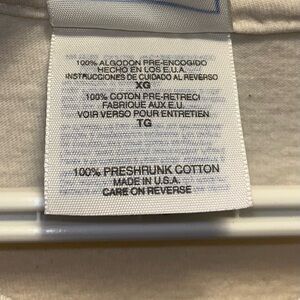 100% ALGODON PRE-ENCOGIDO
HECHO EN LOS E.U.A.
INSTRUCCIONES DE CUIDADO AL REVERSO
XG
100% COTON PRE-RETRECI
FABRIQUE AUX E.U.
VOIR VERSO POUR ENTRETIEN
TG
100% PRESHRUNK COTTON
MADE IN U.S.A.
CARE ON REVERSE